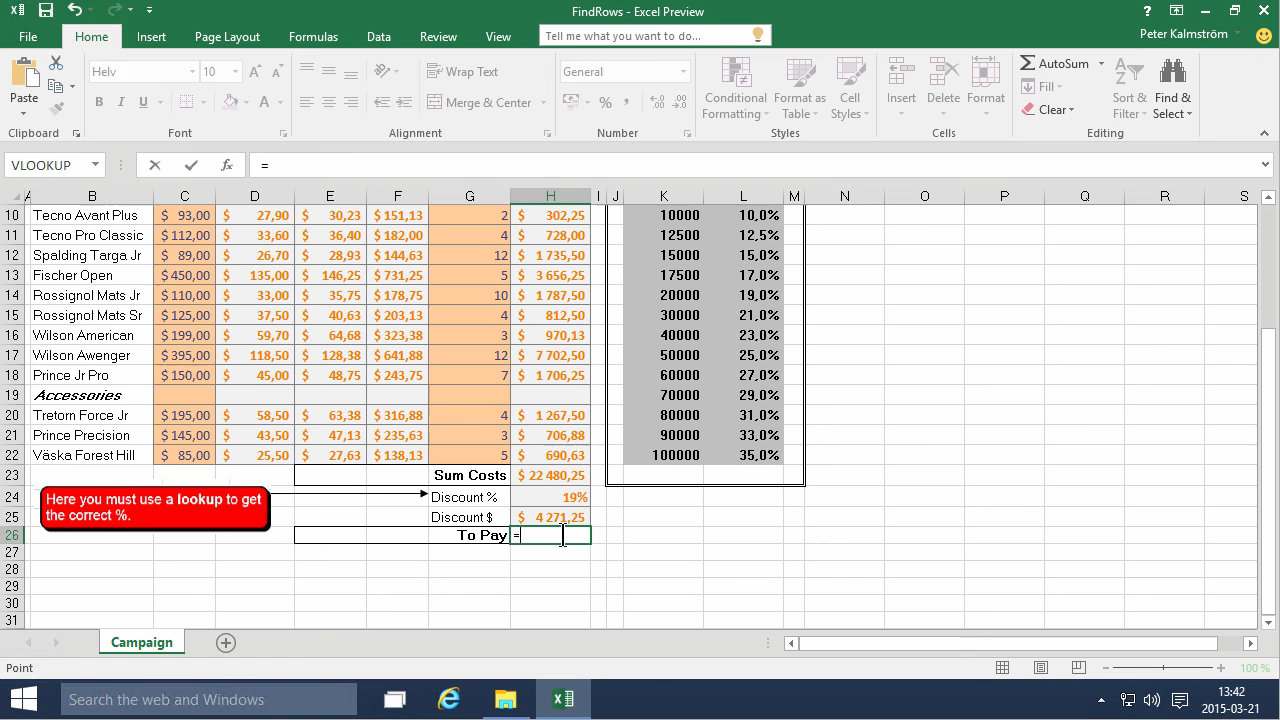 FindRows - Excel Preview
File Home Insert Page Layout Formulas Data Review View Tell me what you want to do... Peter Kalmström
Paste Helv 10 Wrap Text General AutoSum
B I U Merge & Center % Conditional Formatting Format as Table Cell Styles Insert Delete Format Fill Clear Sort & Filter Find & Select
Clipboard Font Alignment Number Styles Cells Editing
VLOOKUP fx =
A B C D E F G H I J K L M N O P Q R S
10 Tecno Avant Plus $ 93,00 $ 27,90 $ 30,23 $ 151,13 2 $ 302,25 10000 10,0%
11 Tecno Pro Classic $ 112,00 $ 33,60 $ 36,40 $ 182,00 4 $ 728,00 12500 12,5%
12 Spalding Targa Jr $ 89,00 $ 26,70 $ 28,93 $ 144,63 12 $ 1 735,50 15000 15,0%
13 Fischer Open $ 450,00 $ 135,00 $ 146,25 $ 731,25 5 $ 3 656,25 17500 17,0%
14 Rossignol Mats Jr $ 110,00 $ 33,00 $ 35,75 $ 178,75 10 $ 1 787,50 20000 19,0%
15 Rossignol Mats Sr $ 125,00 $ 37,50 $ 40,63 $ 203,13 4 $ 812,50 30000 21,0%
16 Wilson American $ 199,00 $ 59,70 $ 64,68 $ 323,38 3 $ 970,13 40000 23,0%
17 Wilson Awenger $ 395,00 $ 118,50 $ 128,38 $ 641,88 12 $ 7 702,50 50000 25,0%
18 Prince Jr Pro $ 150,00 $ 45,00 $ 48,75 $ 243,75 7 $ 1 706,25 60000 27,0%
19 Accessories 70000 29,0%
20 Tretorn Force Jr $ 195,00 $ 58,50 $ 63,38 $ 316,88 4 $ 1 267,50 80000 31,0%
21 Prince Precision $ 145,00 $ 43,50 $ 47,13 $ 235,63 3 $ 706,88 90000 33,0%
22 Väska Forest Hill $ 85,00 $ 25,50 $ 27,63 $ 138,13 5 $ 690,63 100000 35,0%
23 Sum Costs $ 22 480,25
24 Discount % 19%
Here you must use a lookup to get
the correct %.
25 Discount $ $ 4 271,25
26 To Pay =
27
28
29
30
31
Campaign
Point 100 %
Search the web and Windows 13:42
2015-03-21